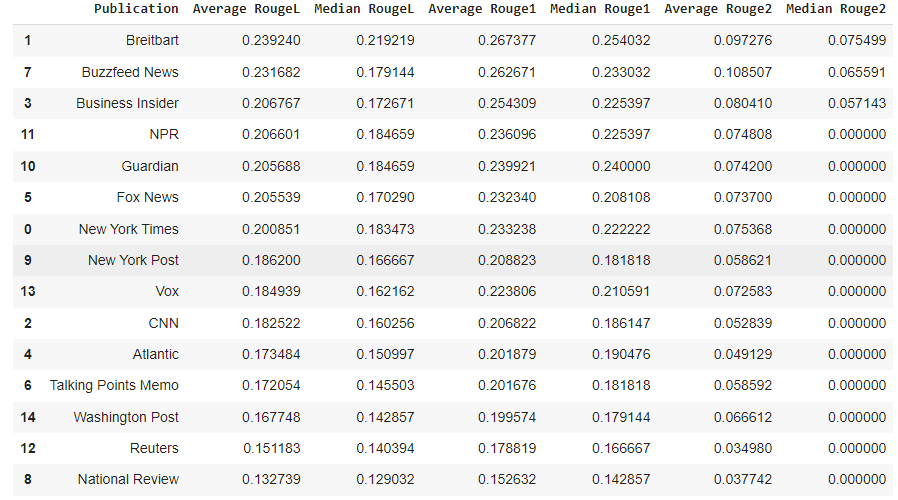 Publication Average RougeL Median RougeL Average Rouge1 Median Rouge1 Average Rouge2 Median Rouge2
1 Breitbart 0.239240 0.219219 0.267377 0.254032 0.097276 0.075499
7 Buzzfeed News 0.231682 0.179144 0.262671 0.233032 0.108507 0.065591
3 Business Insider 0.206767 0.172671 0.254309 0.225397 0.080410 0.057143
11 NPR 0.206601 0.184659 0.236096 0.225397 0.074808 0.000000
10 Guardian 0.205688 0.184659 0.239921 0.240000 0.074200 0.000000
5 Fox News 0.205539 0.170290 0.232340 0.208108 0.073700 0.000000
0 New York Times 0.200851 0.183473 0.233238 0.222222 0.075368 0.000000
9 New York Post 0.186200 0.166667 0.208823 0.181818 0.058621 0.000000
13 Vox 0.184939 0.162162 0.223806 0.210591 0.072583 0.000000
2 CNN 0.182522 0.160256 0.206822 0.186147 0.052839 0.000000
4 Atlantic 0.173484 0.150997 0.201879 0.190476 0.049129 0.000000
6 Talking Points Memo 0.172054 0.145503 0.201676 0.181818 0.058592 0.000000
14 Washington Post 0.167748 0.142857 0.199574 0.179144 0.066612 0.000000
12 Reuters 0.151183 0.140394 0.178819 0.166667 0.034980 0.000000
8 National Review 0.132739 0.129032 0.152632 0.142857 0.037742 0.000000